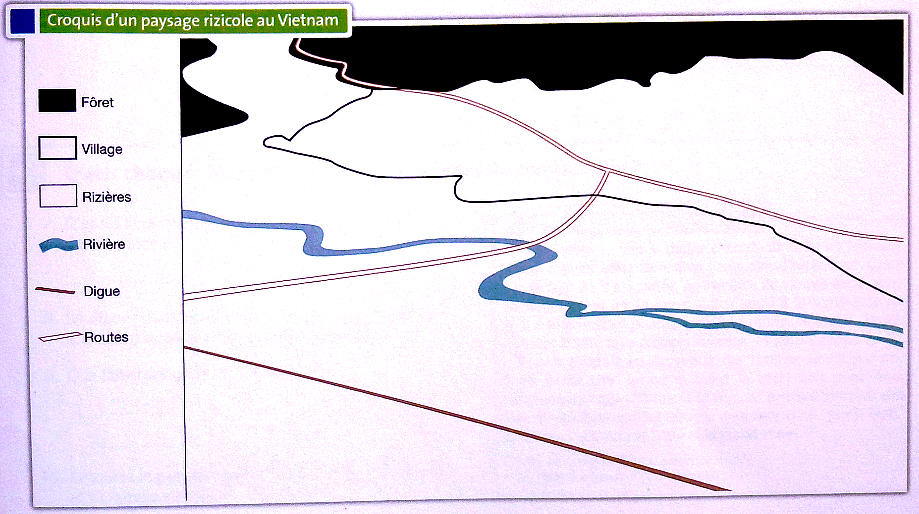 Croquis d'un paysage rizicole au Vietnam
Fôret
Village
Rizières
Rivière
Digue
Routes